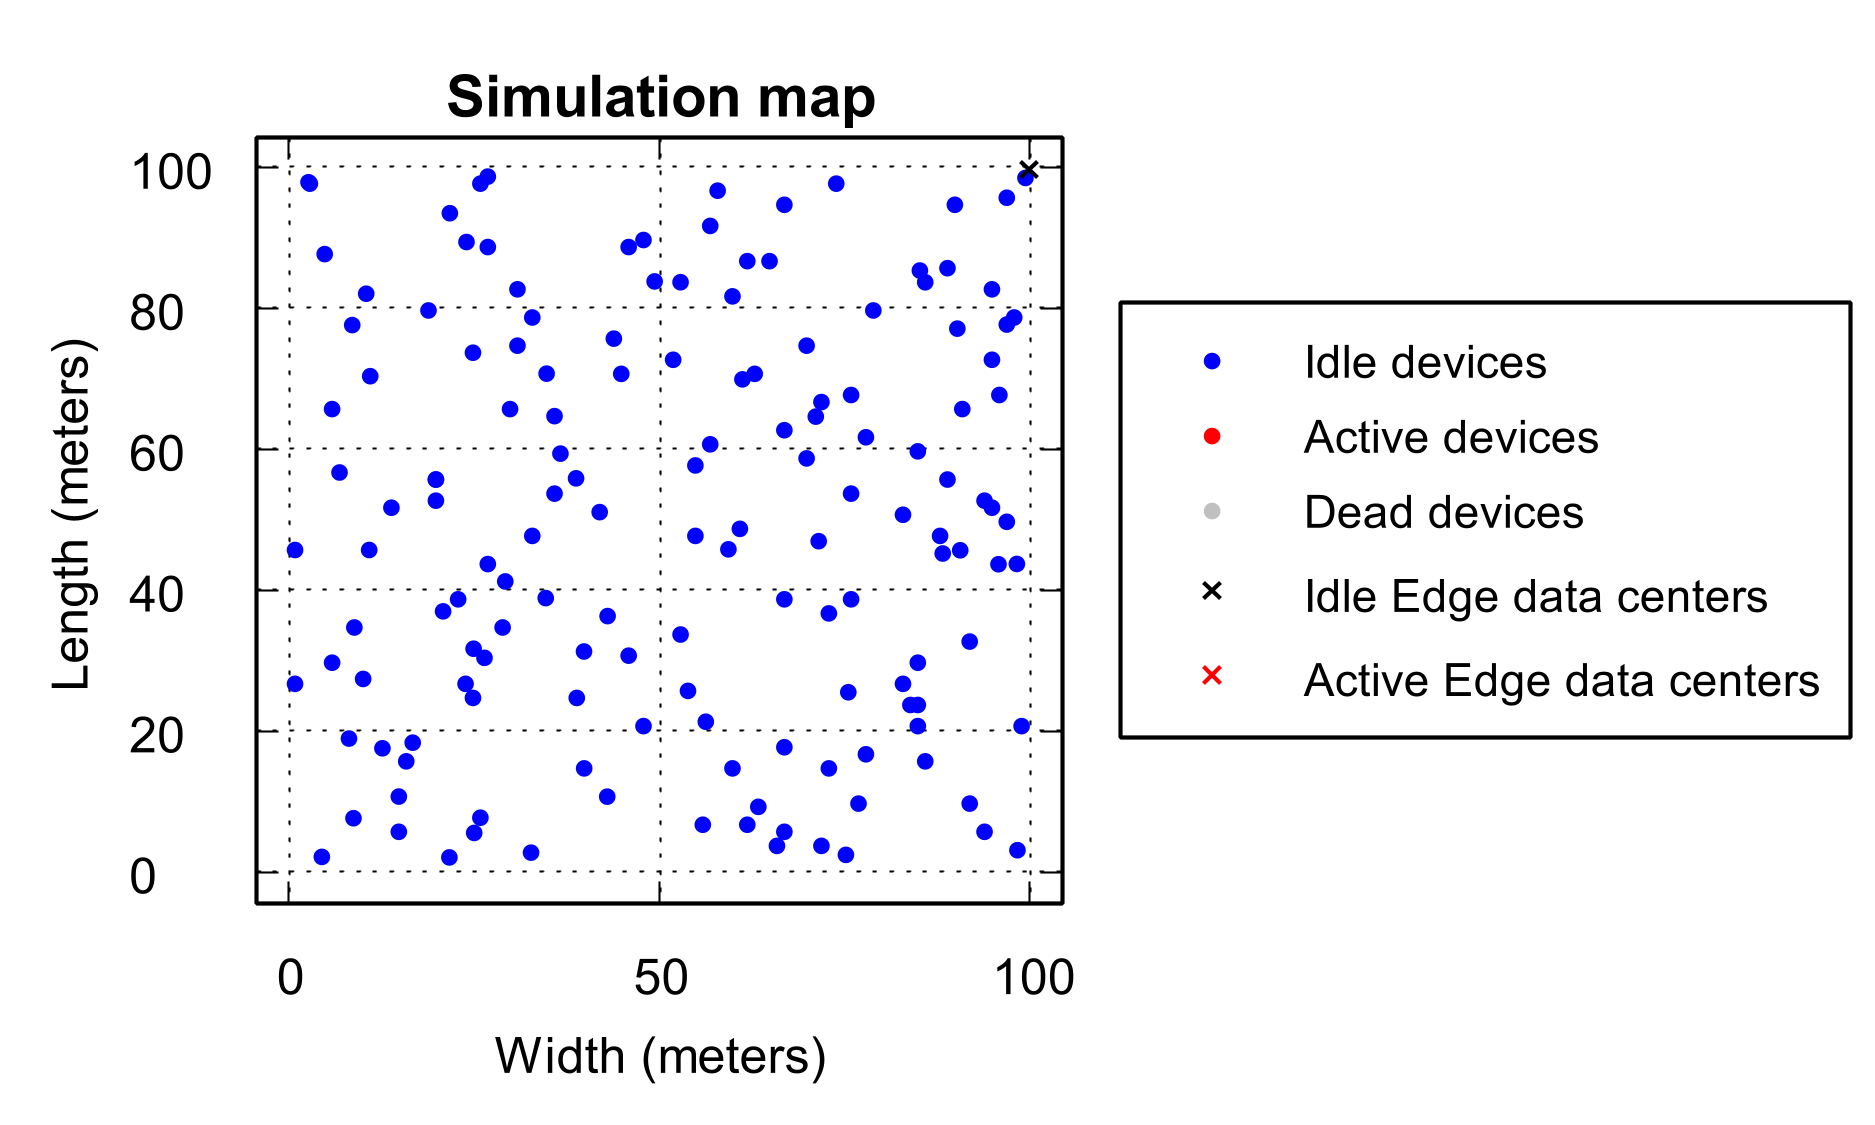 Simulation map
Length (meters)
100
80
60
40
20
0
0
50
100
Width (meters)
Idle devices
Active devices
Dead devices
Idle Edge data centers
Active Edge data centers